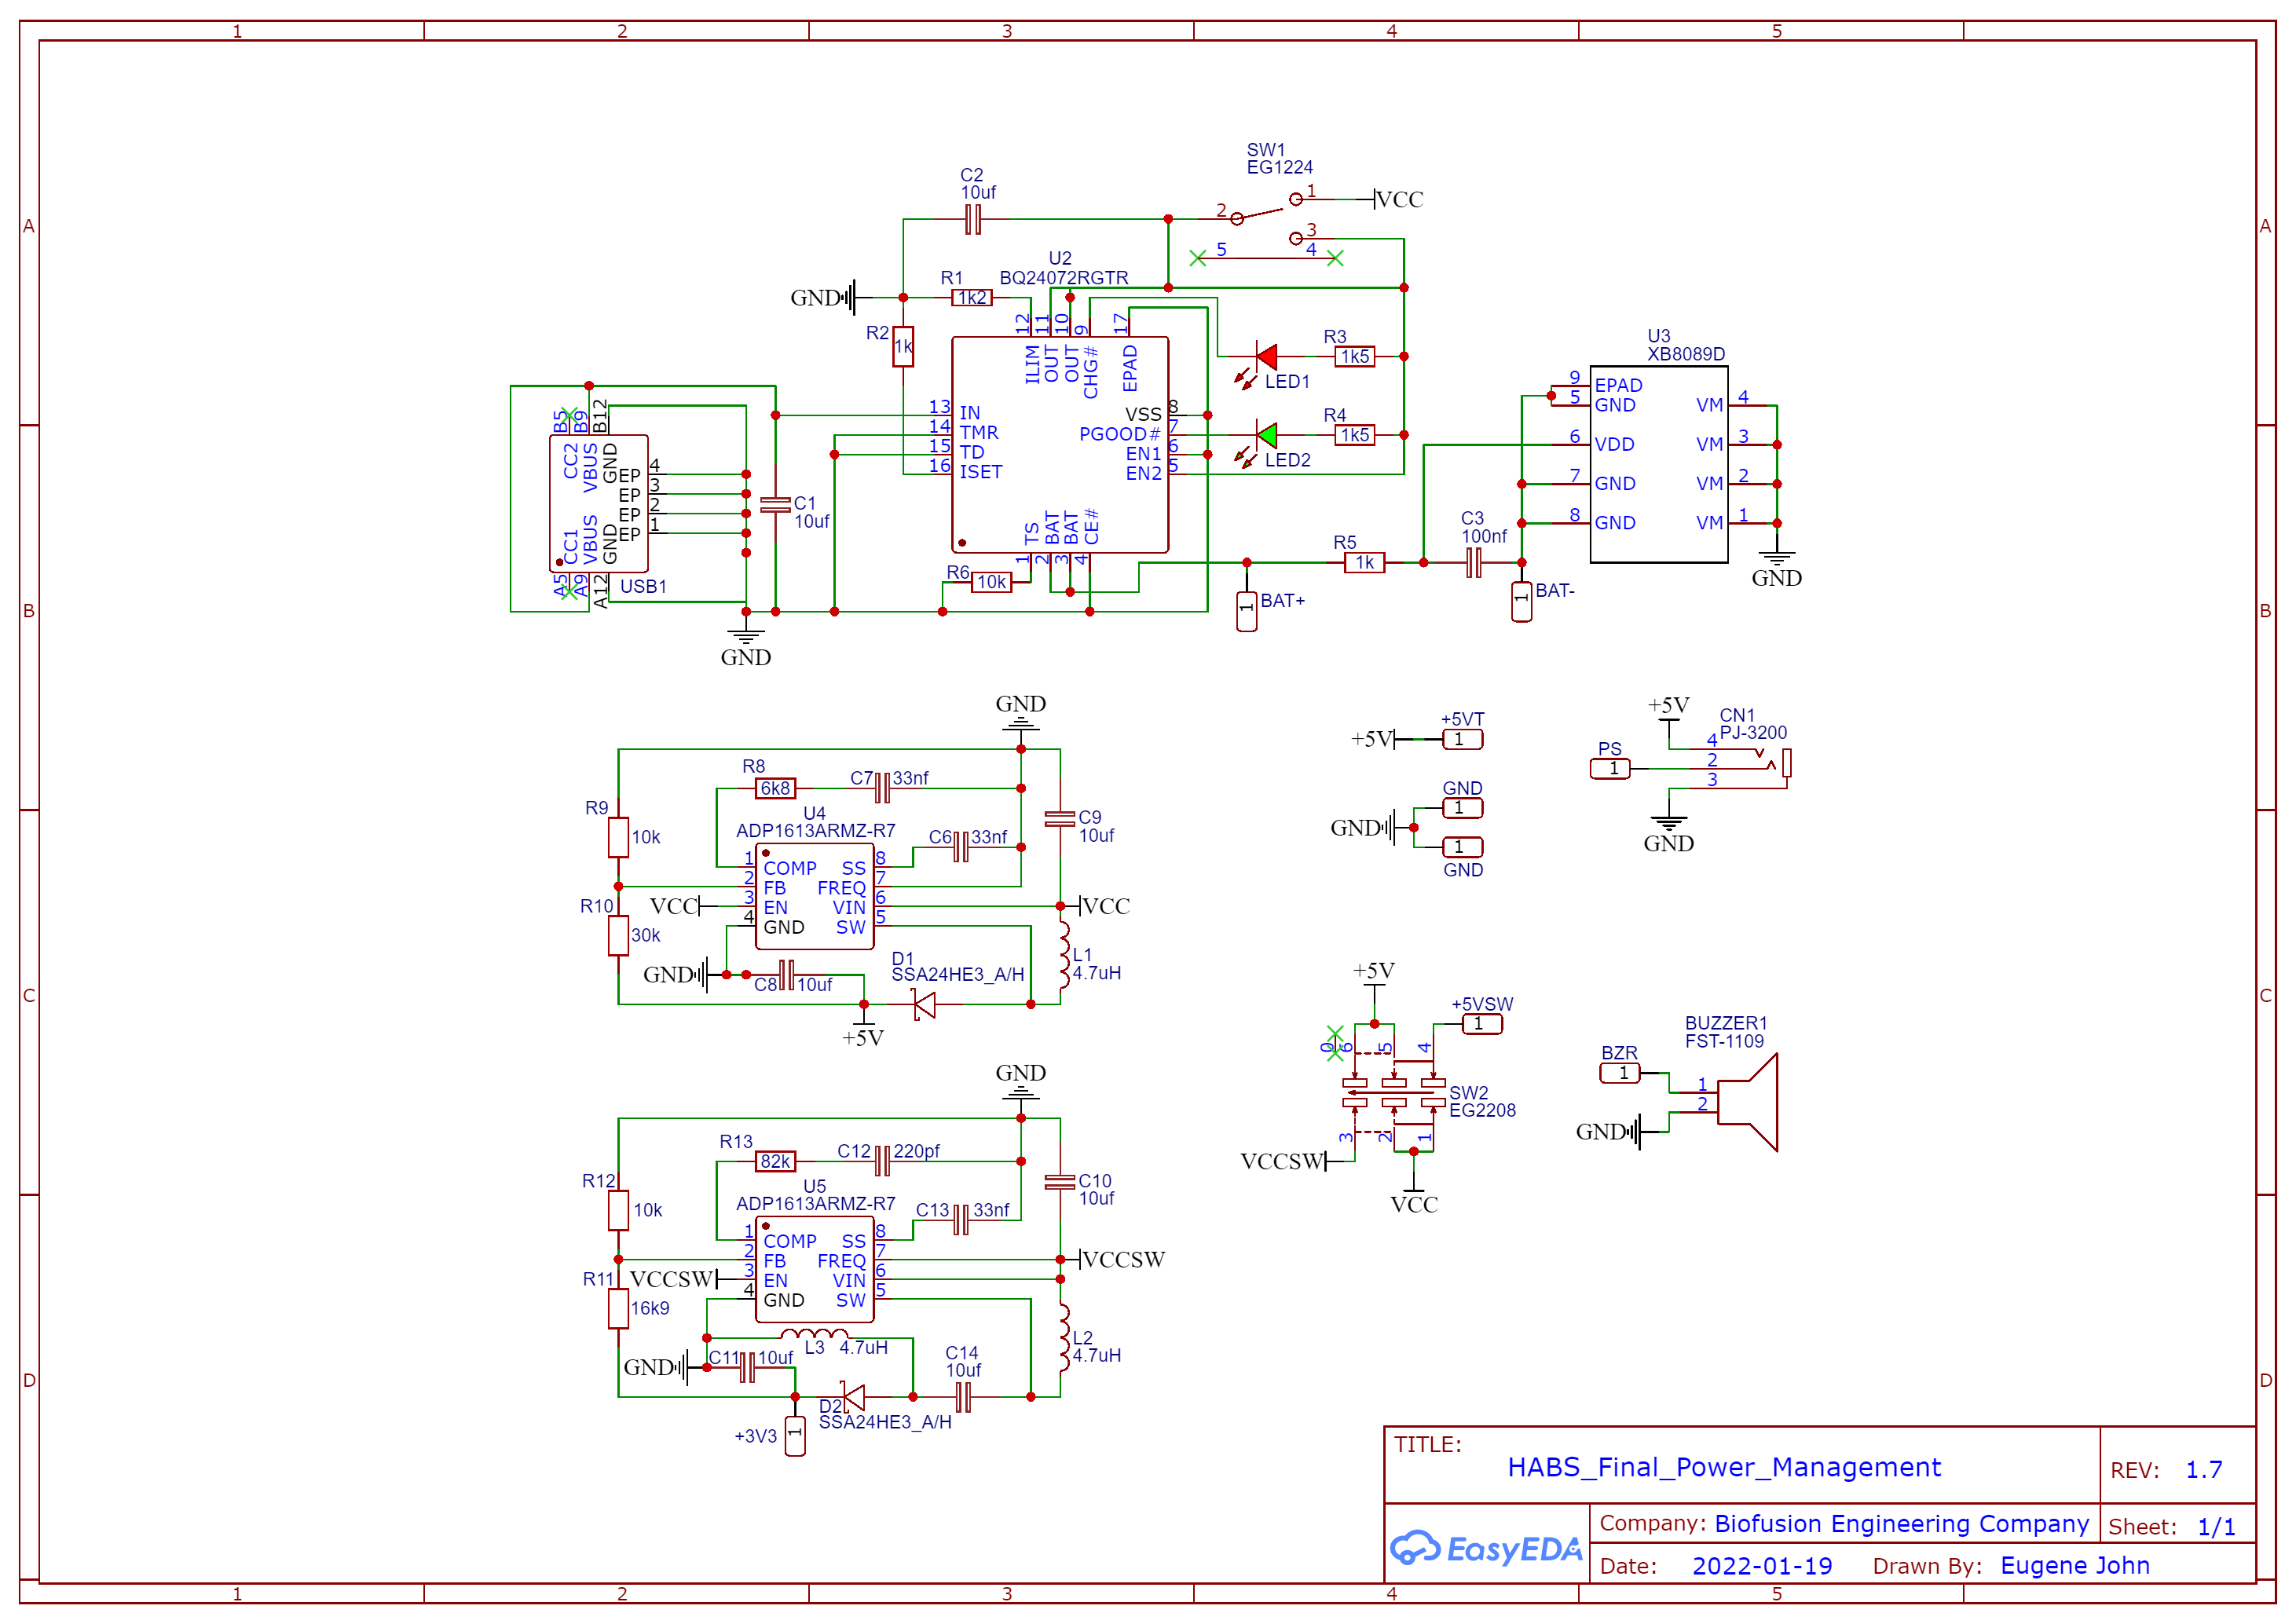 1 2 3 4 5
A
B
C
D
A
B
C
D
SW1
EG1224
C2
10uf
2
1
VCC
3
5
4
U2
BQ24072RGTR
GND
R1
1k2
R2
1k
12
11
10
9
17
ILIM
OUT
OUT
CHG#
EPAD
13 IN
14 TMR
15 TD
16 ISET
VSS 8
PGOOD# 7
EN1 6
EN2 5
TS
BAT
BAT
CE#
1
2
3
4
R3
1k5
LED1
R4
1k5
LED2
R6
10k
B5
B9
B12
CC2
VBUS
GND
EP 4
EP 3
EP 2
EP 1
CC1
VBUS
GND
A5
A9
A12
USB1
C1
10uf
GND
U3
XB8089D
9 EPAD
5 GND
6 VDD
7 GND
8 GND
VM 4
VM 3
VM 2
VM 1
GND
R5
1k
C3
100nf
1
BAT+
1
BAT-
GND
R8
6k8
C7
33nf
R9
10k
U4
ADP1613ARMZ-R7
C6
33nf
C9
10uf
1 COMP
2 FB
3 EN
4 GND
SS 8
FREQ 7
VIN 6
SW 5
R10
30k
VCC
VCC
GND
C8
10uf
D1
SSA24HE3_A/H
L1
4.7uH
+5V
+5V
+5VT
1
GND
1
GND
1
GND
+5V
CN1
PJ-3200
PS
1
4
2
3
GND
GND
R13
82k
C12
220pf
R12
10k
U5
ADP1613ARMZ-R7
C13
33nf
C10
10uf
1 COMP
2 FB
3 EN
4 GND
SS 8
FREQ 7
VIN 6
SW 5
R11
16k9
VCCSW
VCCSW
L3
4.7uH
GND
C11
10uf
D2
SSA24HE3_A/H
C14
10uf
L2
4.7uH
+3V3
1
+5V
+5VSW
1
6
5
4
SW2
EG2208
3
2
1
VCCSW
VCC
BUZZER1
FST-1109
BZR
1
1
2
GND
TITLE:
HABS_Final_Power_Management
REV: 1.7
EasyEDA
Company: Biofusion Engineering Company
Sheet: 1/1
Date: 2022-01-19
Drawn By: Eugene John
1 2 3 4 5